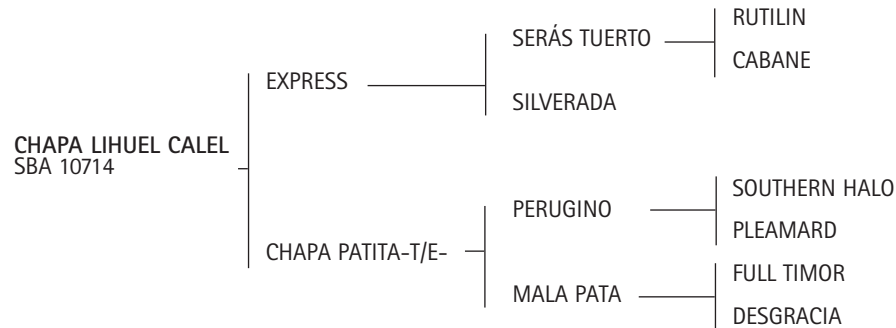 RUTILIN
SERÁS TUERTO
CABANE
EXPRESS
SILVERADA
CHAPA LIHUEL CALEL
SBA 10714
SOUTHERN HALO
PERUGINO
PLEAMARD
CHAPA PATITA-T/E-
FULL TIMOR
MALA PATA
DESGRACIA